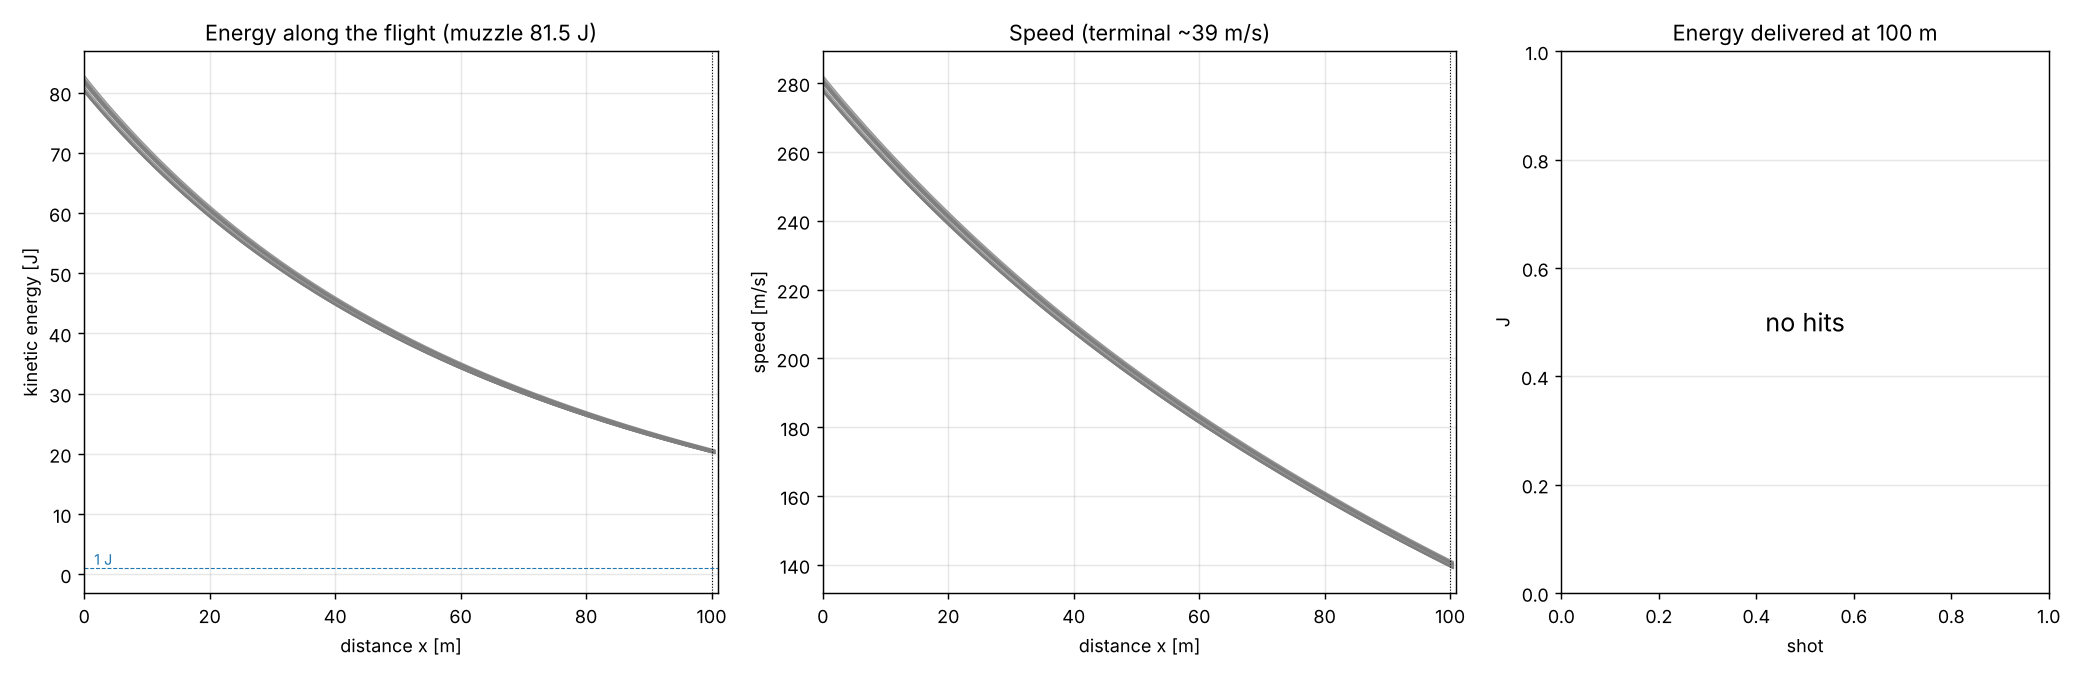 Energy along the flight (muzzle 81.5 J)
kinetic energy [J]
80
70
60
50
40
30
20
10
0
1 J
0 20 40 60 80 100
distance x [m]
Speed (terminal ~39 m/s)
speed [m/s]
280
260
240
220
200
180
160
140
0 20 40 60 80 100
distance x [m]
Energy delivered at 100 m
J
1.0
0.8
0.6
0.4
0.2
0.0
no hits
0.0 0.2 0.4 0.6 0.8 1.0
shot